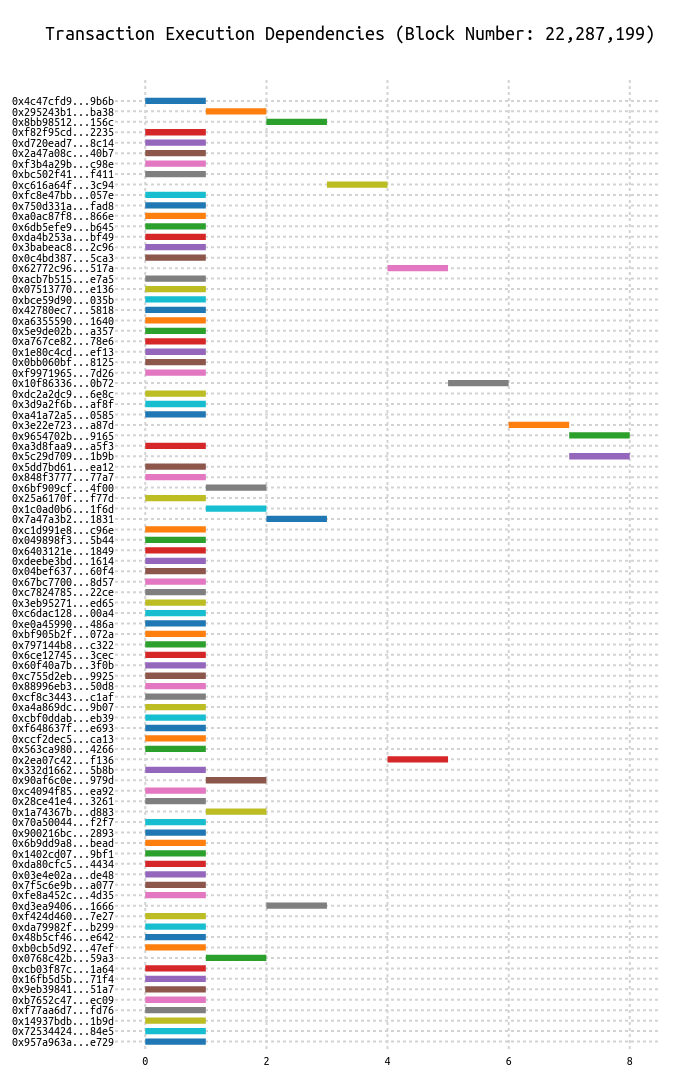 Transaction Execution Dependencies (Block Number: 22,287,199)
0x4c47cfd9...9b6b
0x295243b1...ba38
0x8bb98512...156c
0xf82f95cd...2235
0xd720ead7...8c14
0x2a47a08c...40b7
0xf3b4a29b...c98e
0xbc502f41...f411
0xc616a64f...3c94
0xfc8e47bb...057e
0x750d331a...fad8
0xa0ac87f8...866e
0x6db5efe9...b645
0xda4b253a...bf49
0x3babeac8...2c96
0x0c4bd387...5ca3
0x62772c96...517a
0xacb7b515...e7a5
0x07513770...e136
0xbce59d90...035b
0x42780ec7...5818
0xa6355590...1640
0x5e9de02b...a357
0xa767ce82...78e6
0x1e80c4cd...ef13
0x0bb060bf...8125
0xf9971965...7d26
0x10f86336...0b72
0xdc2a2dc9...6e8c
0x3d9a2f6b...af8f
0xa41a72a5...0585
0x3e22e723...a87d
0x9654702b...9165
0xa3d8faa9...a5f3
0x5c29d709...1b9b
0x5dd7bd61...ea12
0x848f3777...77a7
0x6bf909cf...4f00
0x25a6170f...f77d
0x1c0ad0b6...1f6d
0x7a47a3b2...1831
0xc1d991e8...c96e
0x049898f3...5b44
0x6403121e...1849
0xdeebe3bd...1614
0x04bef637...60f4
0x67bc7700...8d57
0xc7824785...22ce
0x3eb95271...ed65
0xc6dac128...00a4
0xe0a45990...486a
0xbf905b2f...072a
0x797144b8...c322
0x6ce12745...3cec
0x60f40a7b...3f0b
0xc755d2eb...9925
0x88996eb3...50d8
0xcf8c3443...c1af
0xa4a869dc...9b07
0xcbf0ddab...eb39
0xf648637f...e693
0xccf2dec5...ca13
0x563ca980...4266
0x2ea07c42...f136
0x332d1662...5b8b
0x90af6c0e...979d
0xc4094f85...ea92
0x28ce41e4...3261
0x1a74367b...d883
0x70a50044...f2f7
0x900216bc...2893
0x6b9dd9a8...bead
0x1402cd07...9bf1
0xda80cfc5...4434
0x03e4e02a...de48
0x7f5c6e9b...a077
0xfe8a452c...4d35
0xd3ea9406...1666
0xf424d460...7e27
0xda79982f...b299
0x48b5cf46...e642
0xb0cb5d92...47ef
0x0768c42b...59a3
0xcb03f87c...1a64
0x16fb5d5b...71f4
0x9eb39841...51a7
0xb7652c47...ec09
0xf77aa6d7...fd76
0x14937bdb...1b9d
0x72534424...84e5
0x957a963a...e729
0 2 4 6 8